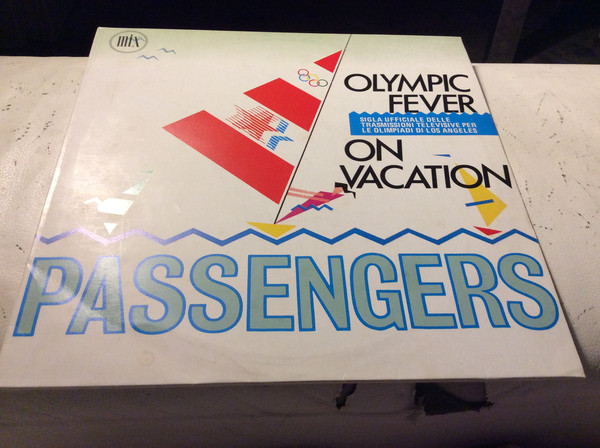 mix
OLYMPIC
FEVER
SIGLA UFFICIALE DELLE
TRASMISSIONI TELEVISIVE PER
LE OLIMPIADI DI LOS ANGELES
ON
VACATION
PASSENGERS